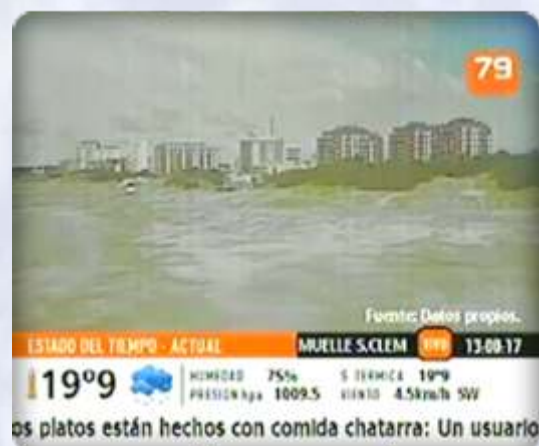 79
Fuente: Datos propios.
ESTADO DEL TIEMPO - ACTUAL MUELLE S.CLEM VIVO 13:08:17
19º9 HUMEDAD 75% S. TERMICA 19º9
PRESION hpa 1009.5 VIENTO 4.5km/h SW
os platos están hechos con comida chatarra: Un usuario